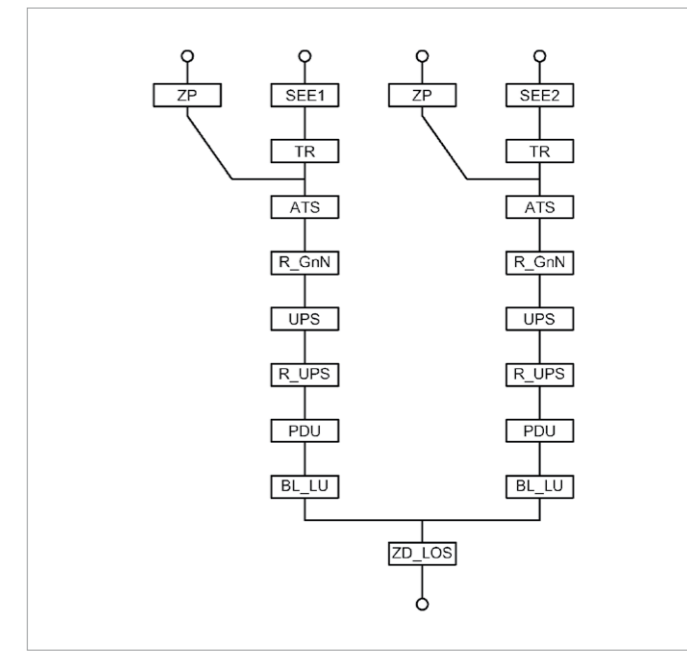 ZP SEE1 ZP SEE2
TR TR
ATS ATS
R_GnN R_GnN
UPS UPS
R_UPS R_UPS
PDU PDU
BL_LU BL_LU
ZD_LOS